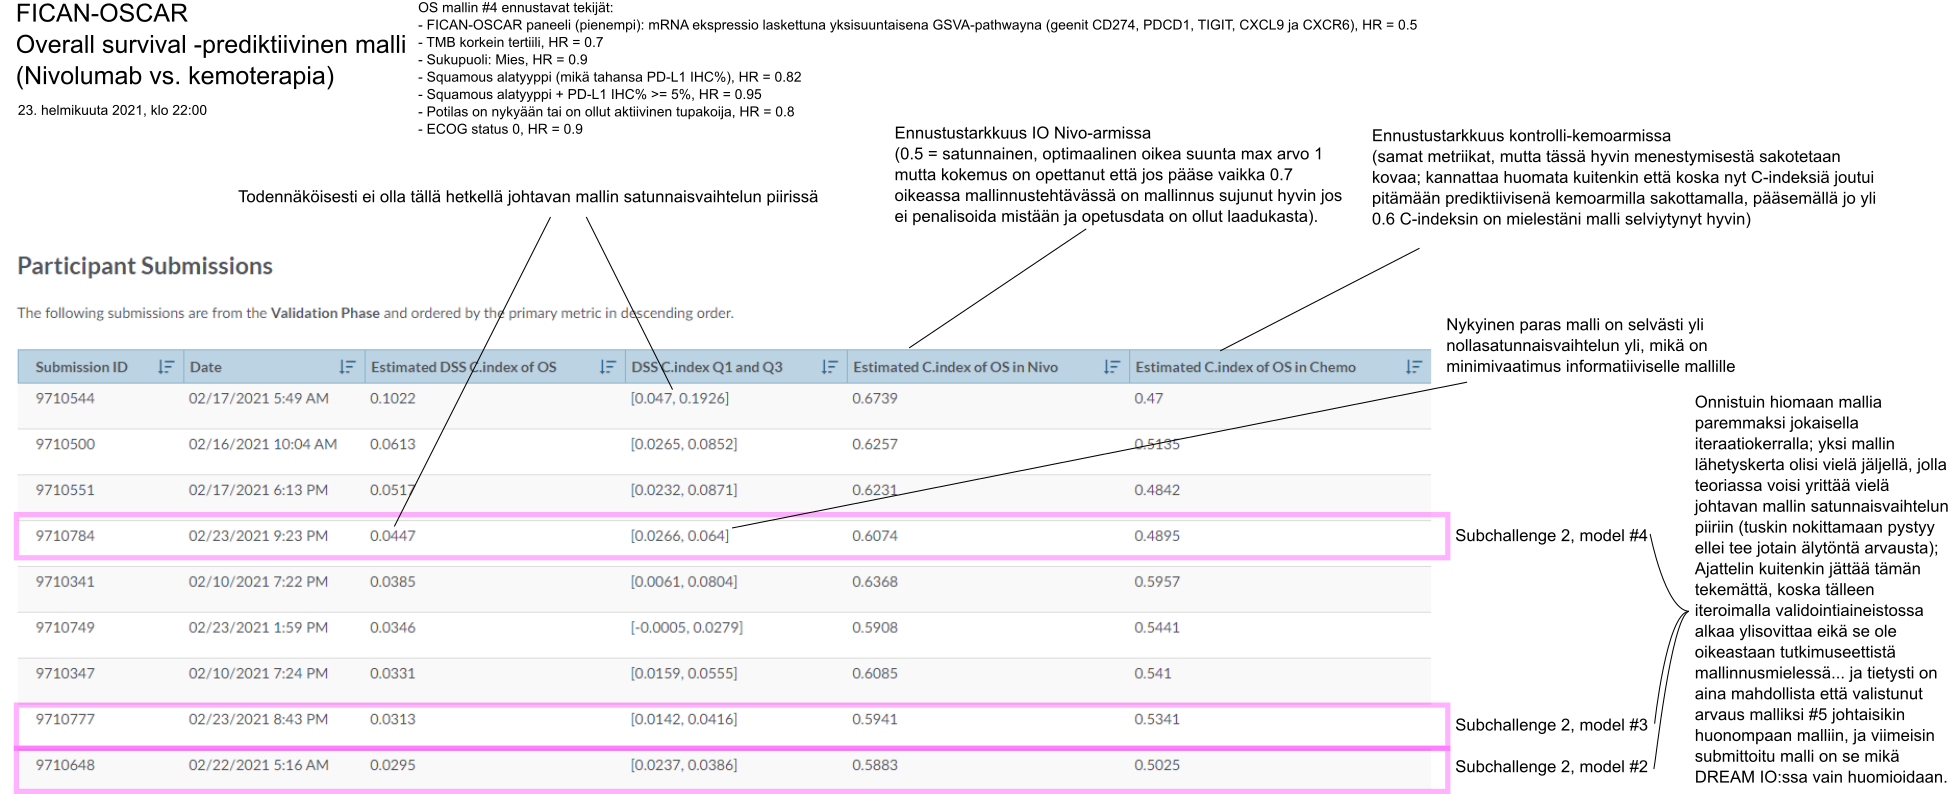 FICAN-OSCAR
Overall survival -prediktiivinen malli
(Nivolumab vs. kemoterapia)
23. helmikuuta 2021, klo 22:00
OS mallin #4 ennustavat tekijät:
- FICAN-OSCAR paneeli (pienempi): mRNA ekspressio laskettuna yksisuuntaisena GSVA-pathwayna (geenit CD274, PDCD1, TIGIT, CXCL9 ja CXCR6), HR = 0.5
- TMB korkein tertiili, HR = 0.7
- Sukupuoli: Mies, HR = 0.9
- Squamous alatyyppi (mikä tahansa PD-L1 IHC%), HR = 0.82
- Squamous alatyyppi + PD-L1 IHC% >= 5%, HR = 0.95
- Potilas on nykyään tai on ollut aktiivinen tupakoija, HR = 0.8
- ECOG status 0, HR = 0.9
Ennustustarkkuus IO Nivo-armissa
(0.5 = satunnainen, optimaalinen oikea suunta max arvo 1
mutta kokemus on opettanut että jos pääse vaikka 0.7
oikeassa mallinnustehtävässä on mallinnus sujunut hyvin jos
ei penalisoida mistään ja opetusdata on ollut laadukasta).
Ennustustarkkuus kontrolli-kemoarmissa
(samat metriikat, mutta tässä hyvin menestymisestä sakotetaan
kovaa; kannattaa huomata kuitenkin että koska nyt C-indeksiä joutui
pitämään prediktiivisenä kemoarmilla sakottamalla, pääsemällä jo yli
0.6 C-indeksin on mielestäni malli selviytynyt hyvin)
Todennäköisesti ei olla tällä hetkellä johtavan mallin satunnaisvaihtelun piirissä
Participant Submissions
The following submissions are from the Validation Phase and ordered by the primary metric in descending order.
Nykyinen paras malli on selvästi yli
nollasatunnaisvaihtelun yli, mikä on
minimivaatimus informatiiviselle mallille
Submission ID Date Estimated DSS C.index of OS DSS C.index Q1 and Q3 Estimated C.index of OS in Nivo Estimated C.index of OS in Chemo
9710544 02/17/2021 5:49 AM 0.1022 [0.047, 0.1926] 0.6739 0.47
9710500 02/16/2021 10:04 AM 0.0613 [0.0265, 0.0852] 0.6257 0.5135
9710551 02/17/2021 6:13 PM 0.0517 [0.0232, 0.0871] 0.6231 0.4842
9710784 02/23/2021 9:23 PM 0.0447 [0.0266, 0.064] 0.6074 0.4895
Subchallenge 2, model #4
9710341 02/10/2021 7:22 PM 0.0385 [0.0061, 0.0804] 0.6368 0.5957
9710749 02/23/2021 1:59 PM 0.0346 [-0.0005, 0.0279] 0.5908 0.5441
9710347 02/10/2021 7:24 PM 0.0331 [0.0159, 0.0555] 0.6085 0.541
9710777 02/23/2021 8:43 PM 0.0313 [0.0142, 0.0416] 0.5941 0.5341
Subchallenge 2, model #3
9710648 02/22/2021 5:16 AM 0.0295 [0.0237, 0.0386] 0.5883 0.5025
Subchallenge 2, model #2
Onnistuin hiomaan mallia
paremmaksi jokaisella
iteraatiokerralla; yksi mallin
lähetyskerta olisi vielä jäljellä, jolla
teoriassa voisi yrittää vielä
johtavan mallin satunnaisvaihtelun
piiriin (tuskin nokittamaan pystyy
ellei tee jotain älytöntä arvausta);
Ajattelin kuitenkin jättää tämän
tekemättä, koska tälleen
iteroimalla validointiaineistossa
alkaa ylisovittaa eikä se ole
oikeastaan tutkimuseettistä
mallinnusmielessä... ja tietysti on
aina mahdollista että valistunut
arvaus malliksi #5 johtaisikin
huonompaan malliin, ja viimeisin
submittoitu malli on se mikä
DREAM IO:ssa vain huomioidaan.